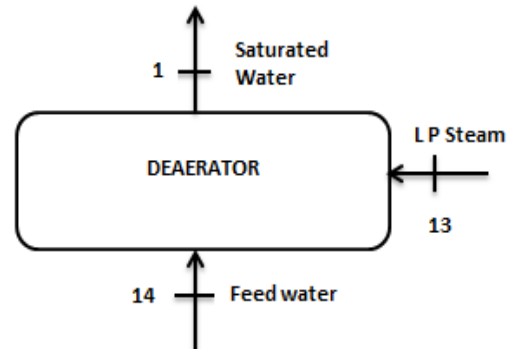 1
Saturated
Water
L P Steam
DEAERATOR
13
14
Feed water